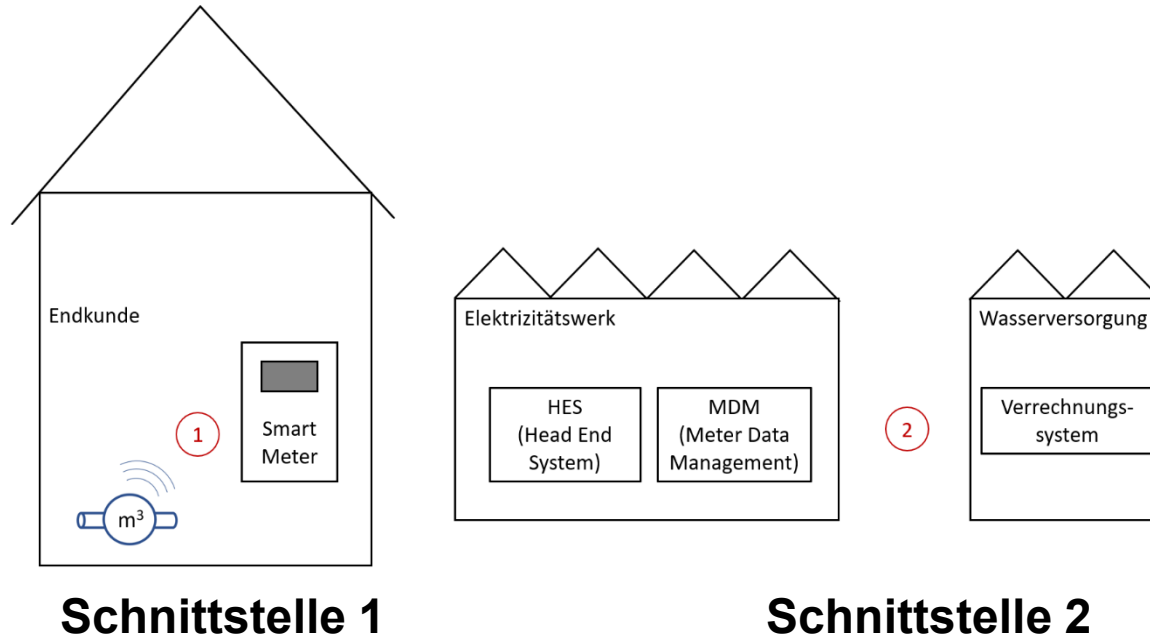 Endkunde
Smart
Meter
1
m³
Elektrizitätswerk
HES
(Head End
System)
MDM
(Meter Data
Management)
2
Wasserversorgung
Verrechnungs-
system
Schnittstelle 1
Schnittstelle 2